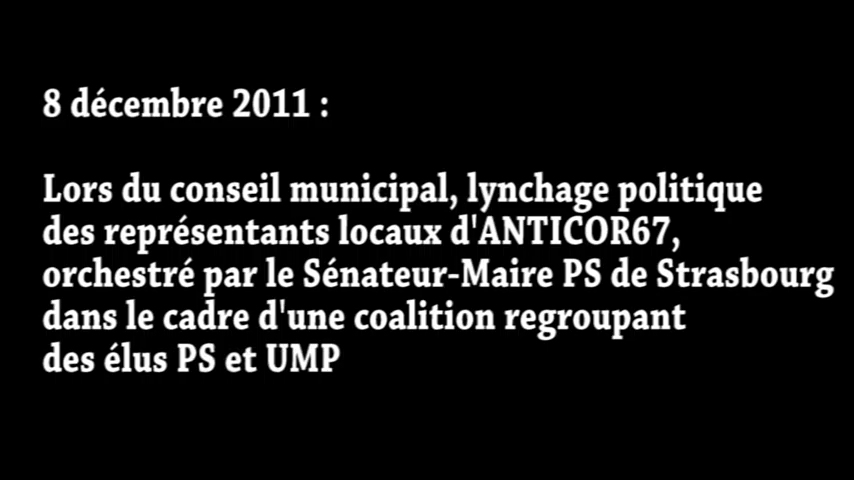 8 décembre 2011 :
Lors du conseil municipal, lynchage politique
des représentants locaux d'ANTICOR67,
orchestré par le Sénateur-Maire PS de Strasbourg
dans le cadre d'une coalition regroupant
des élus PS et UMP